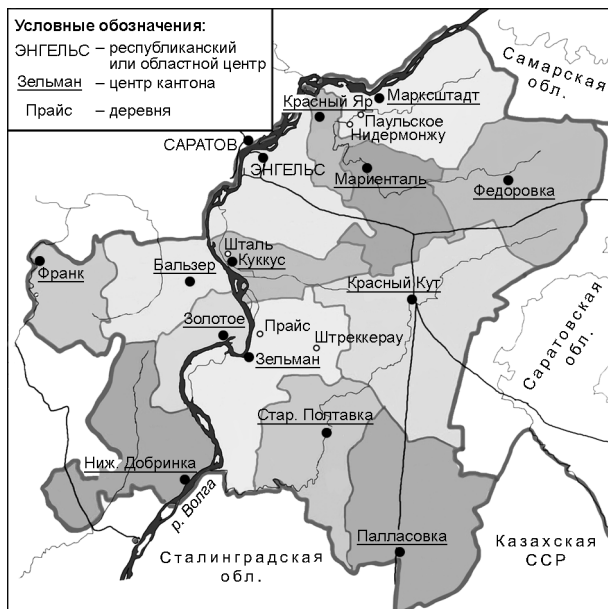 Условные обозначения:
ЭНГЕЛЬС – республиканский
или областной центр
Зельман – центр кантона
Прайс – деревня
Самарская
обл.
Красный Яр
Марксштадт
Паульское
Нидермонжу
САРАТОВ
ЭНГЕЛЬС
Мариенталь
Федоровка
Шталь
Куккус
Франк
Бальзер
Красный Кут
Золотое
Прайс
Штреккерау
Зельман
Саратовская
обл.
Стар. Полтавка
Ниж. Добринка
р. Волга
Палласовка
Казахская
ССР
Сталинградская
обл.